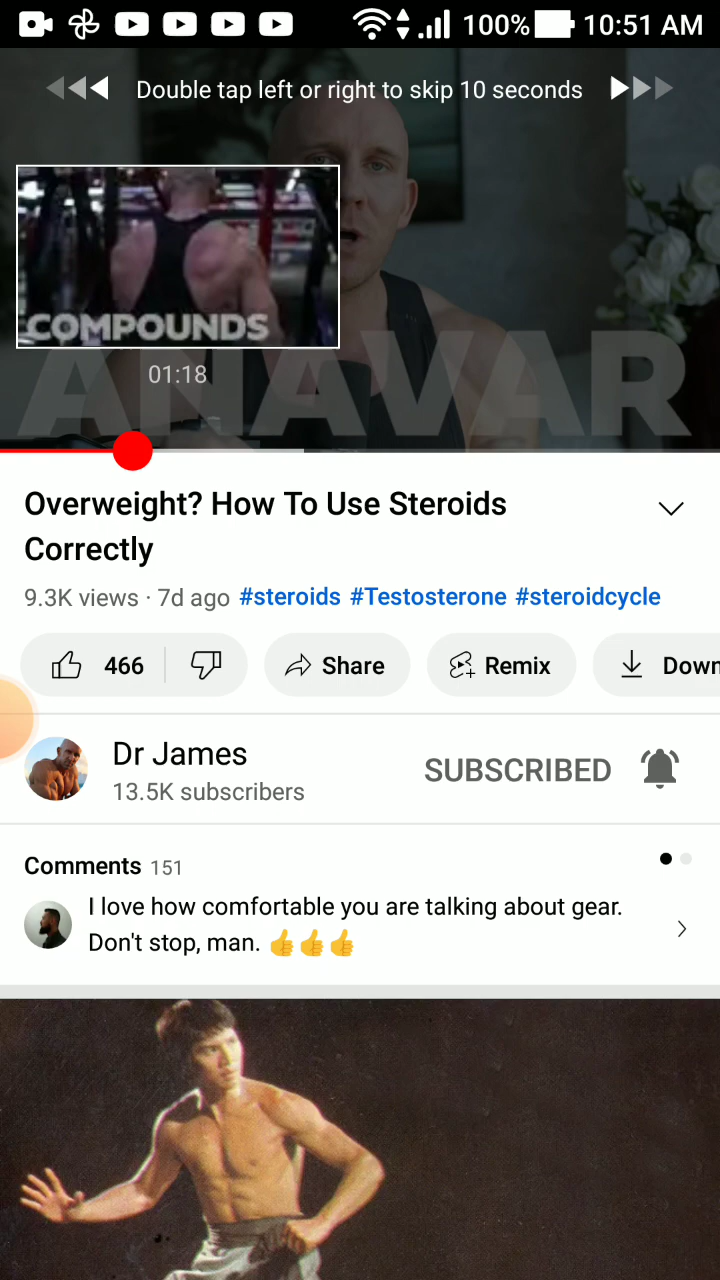 100% 10:51 AM
Double tap left or right to skip 10 seconds
COMPOUNDS
ANAVAR
01:18
Overweight? How To Use Steroids
Correctly
9.3K views · 7d ago #steroids #Testosterone #steroidcycle
466 Share Remix Down
Dr James
13.5K subscribers
SUBSCRIBED
Comments 151
I love how comfortable you are talking about gear.
Don't stop, man. 👍👍👍